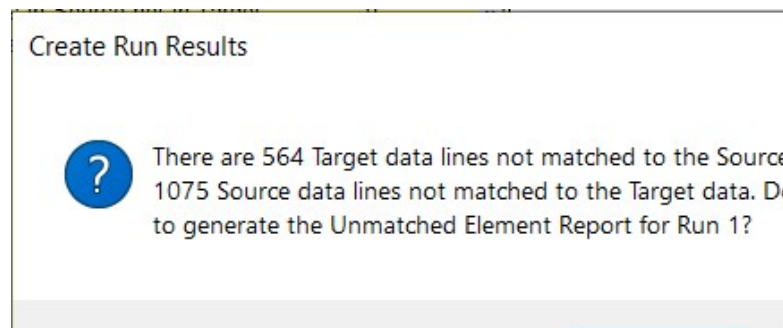 Create Run Results
There are 564 Target data lines not matched to the Source
1075 Source data lines not matched to the Target data.
to generate the Unmatched Element Report for Run 1?